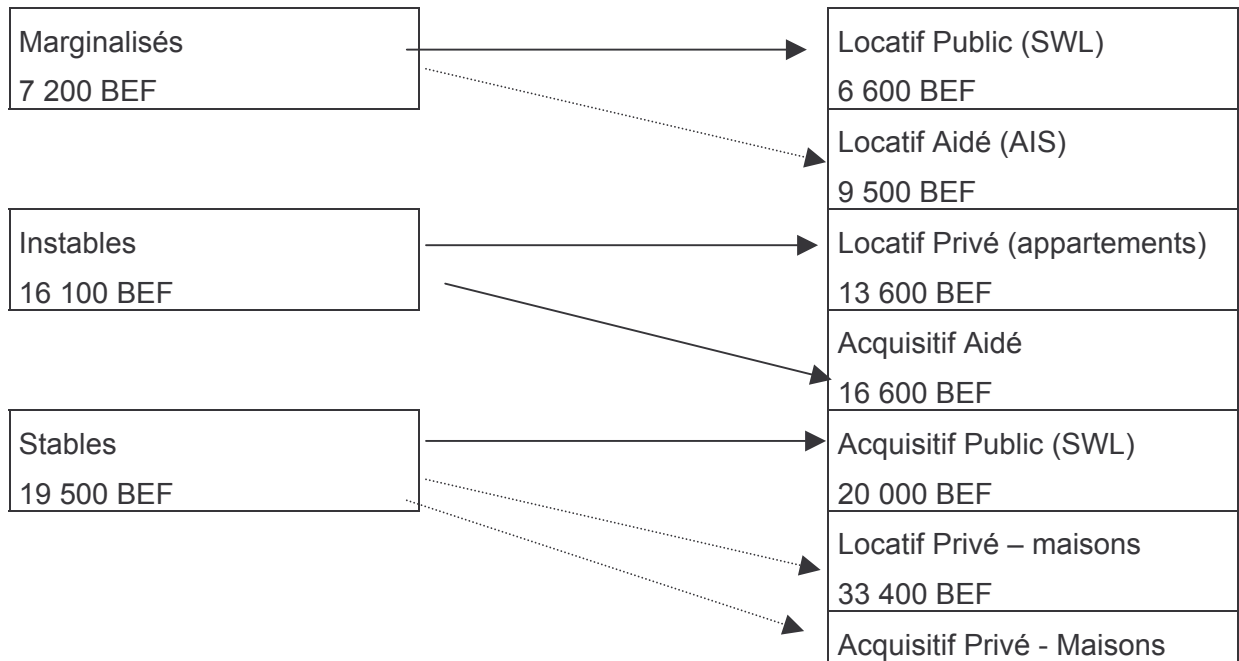 Marginalisés
7 200 BEF
Instables
16 100 BEF
Stables
19 500 BEF
Locatif Public (SWL)
6 600 BEF
Locatif Aidé (AIS)
9 500 BEF
Locatif Privé (appartements)
13 600 BEF
Acquisitif Aidé
16 600 BEF
Acquisitif Public (SWL)
20 000 BEF
Locatif Privé – maisons
33 400 BEF
Acquisitif Privé - Maisons